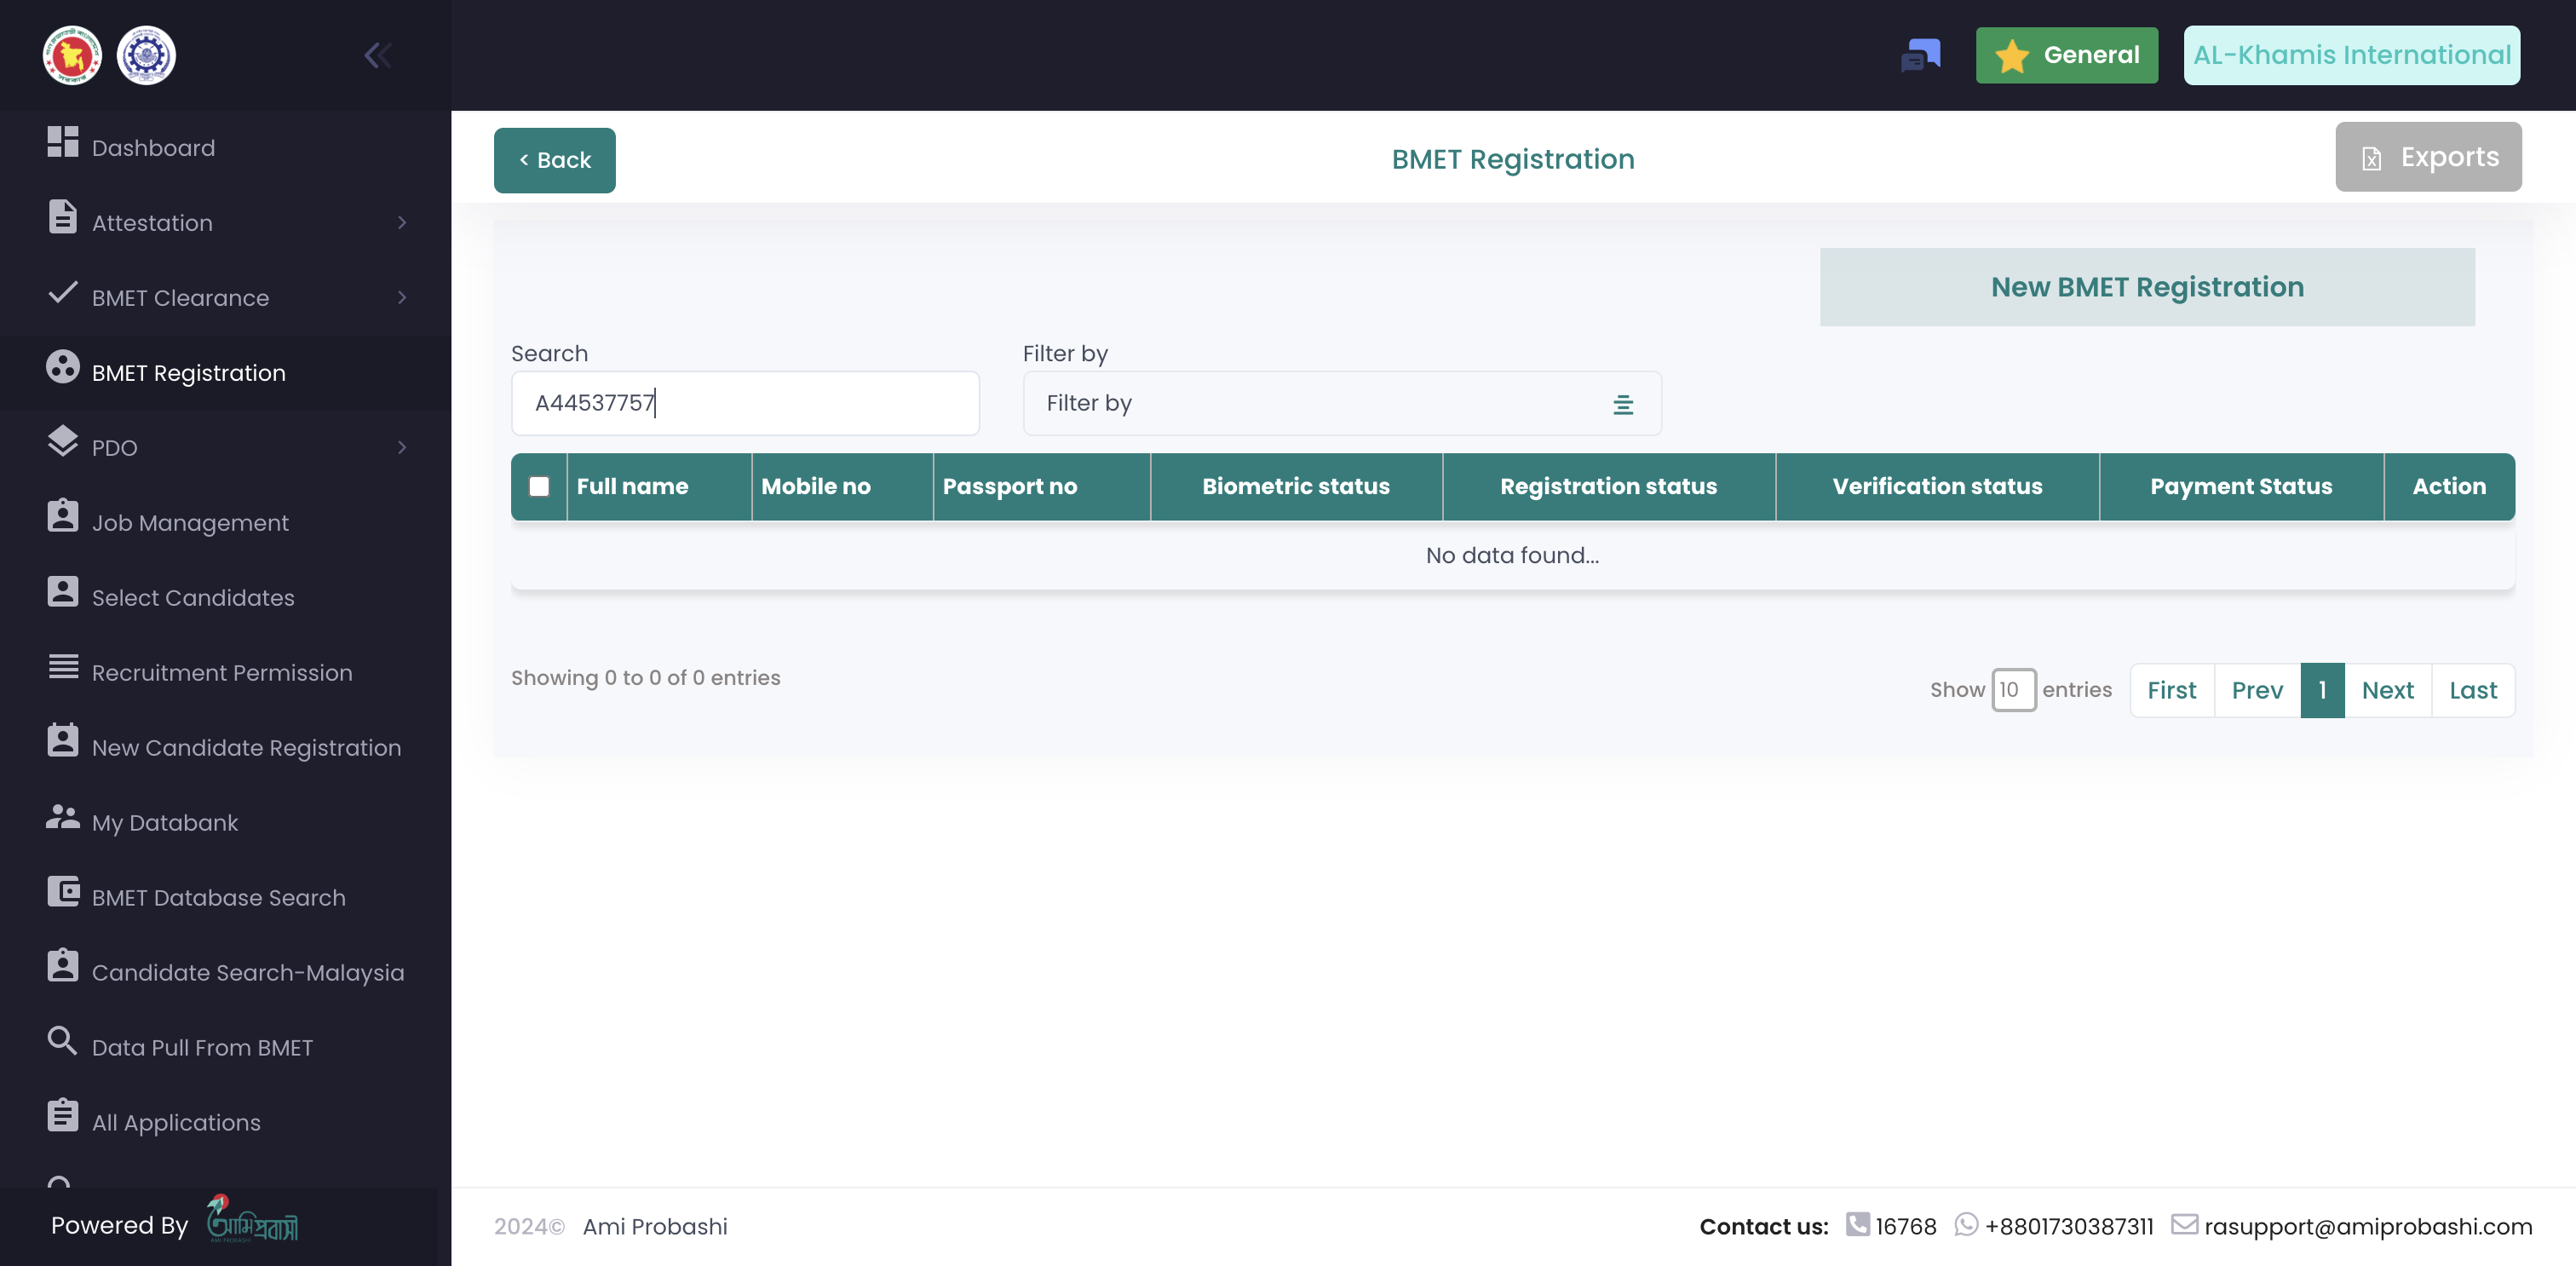 General
AL-Khamis International
Dashboard
Attestation
BMET Clearance
BMET Registration
PDO
Job Management
Select Candidates
Recruitment Permission
New Candidate Registration
My Databank
BMET Database Search
Candidate Search-Malaysia
Data Pull From BMET
All Applications
Powered By আমি প্রবাসী
AMI PROBASHI
< Back
BMET Registration
Exports
New BMET Registration
Search
Filter by
A44537757
Filter by
Full name Mobile no Passport no Biometric status Registration status Verification status Payment Status Action
No data found...
Showing 0 to 0 of 0 entries
Show 10 entries First Prev 1 Next Last
2024© Ami Probashi
Contact us: 16768 +8801730387311 rasupport@amiprobashi.com